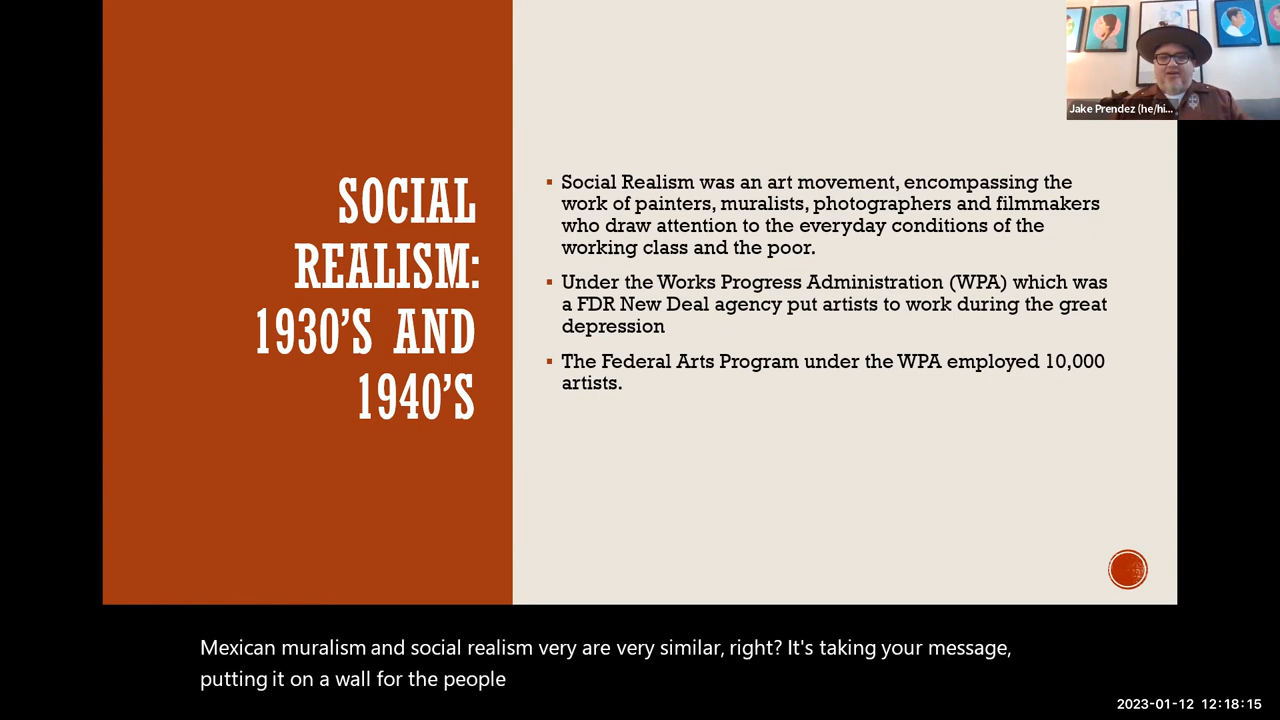 SOCIAL
REALISM:
1930'S AND
1940'S
▪ Social Realism was an art movement, encompassing the
work of painters, muralists, photographers and filmmakers
who draw attention to the everyday conditions of the
working class and the poor.
▪ Under the Works Progress Administration (WPA) which was
a FDR New Deal agency put artists to work during the great
depression
▪ The Federal Arts Program under the WPA employed 10,000
artists.
Jake Prendez (he/hi...
Mexican muralism and social realism very are very similar, right? It's taking your message,
putting it on a wall for the people
2023-01-12 12:18:15